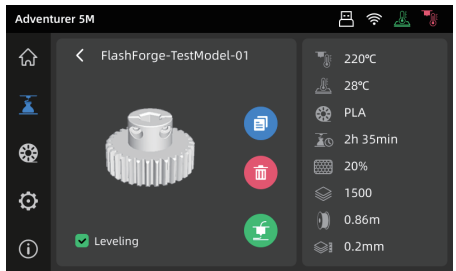 Adventurer 5M
FlashForge-TestModel-01
Leveling
220℃
28℃
PLA
2h 35min
20%
1500
0.86m
0.2mm